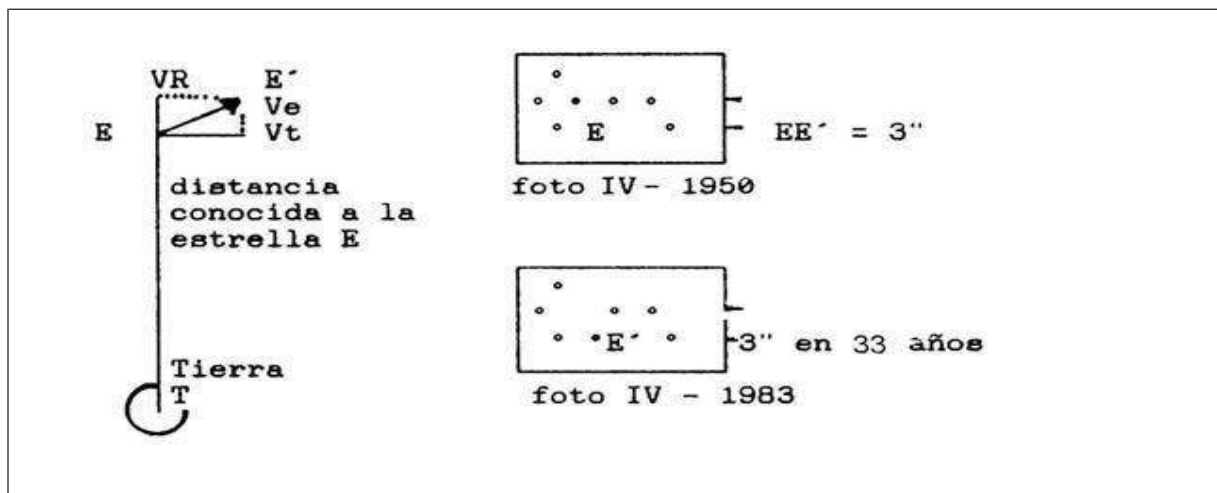 VR E´
Ve
E Vt
distancia
conocida a la
estrella E
Tierra
T
E EE´ = 3"
foto IV - 1950
E´ 3" en 33 años
foto IV - 1983